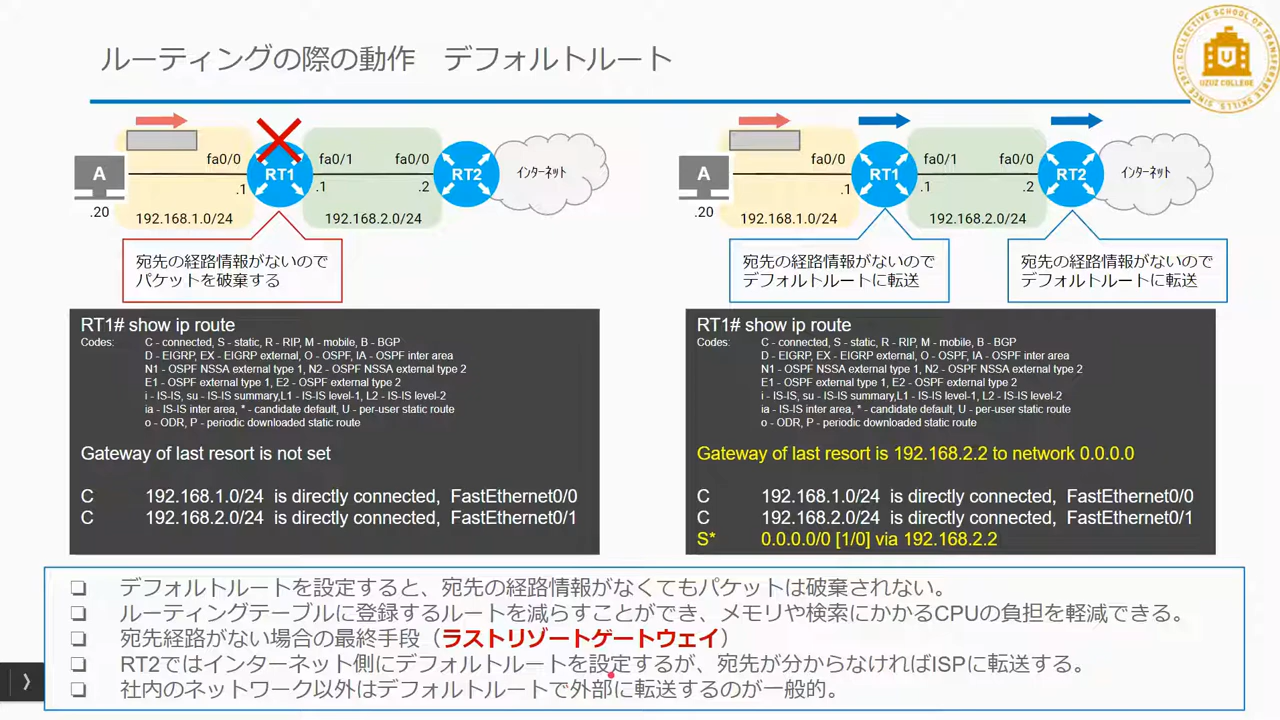 ルーティングの際の動作 デフォルトルート
COLLECTIVE SCHOOL OF TRANSFERABLE SKILLS, SINCE 2012
U
UZUZ COLLEGE
A
.20
fa0/0
.1
192.168.1.0/24
RT1
fa0/1
.1
fa0/0
.2
192.168.2.0/24
RT2
インターネット
宛先の経路情報がないので
パケットを破棄する
A
.20
fa0/0
.1
192.168.1.0/24
RT1
fa0/1
.1
fa0/0
.2
192.168.2.0/24
RT2
インターネット
宛先の経路情報がないので
デフォルトルートに転送
宛先の経路情報がないので
デフォルトルートに転送
RT1# show ip route
Codes: C - connected, S - static, R - RIP, M - mobile, B - BGP
D - EIGRP, EX - EIGRP external, O - OSPF, IA - OSPF inter area
N1 - OSPF NSSA external type 1, N2 - OSPF NSSA external type 2
E1 - OSPF external type 1, E2 - OSPF external type 2
i - IS-IS, su - IS-IS summary,L1 - IS-IS level-1, L2 - IS-IS level-2
ia - IS-IS inter area, * - candidate default, U - per-user static route
o - ODR, P - periodic downloaded static route
Gateway of last resort is not set
C 192.168.1.0/24 is directly connected, FastEthernet0/0
C 192.168.2.0/24 is directly connected, FastEthernet0/1
RT1# show ip route
Codes: C - connected, S - static, R - RIP, M - mobile, B - BGP
D - EIGRP, EX - EIGRP external, O - OSPF, IA - OSPF inter area
N1 - OSPF NSSA external type 1, N2 - OSPF NSSA external type 2
E1 - OSPF external type 1, E2 - OSPF external type 2
i - IS-IS, su - IS-IS summary,L1 - IS-IS level-1, L2 - IS-IS level-2
ia - IS-IS inter area, * - candidate default, U - per-user static route
o - ODR, P - periodic downloaded static route
Gateway of last resort is 192.168.2.2 to network 0.0.0.0
C 192.168.1.0/24 is directly connected, FastEthernet0/0
C 192.168.2.0/24 is directly connected, FastEthernet0/1
S* 0.0.0.0/0 [1/0] via 192.168.2.2
❏ デフォルトルートを設定すると、宛先の経路情報がなくてもパケットは破棄されない。
❏ ルーティングテーブルに登録するルートを減らすことができ、メモリや検索にかかるCPUの負担を軽減できる。
❏ 宛先経路がない場合の最終手段（ラストリゾートゲートウェイ）
❏ RT2ではインターネット側にデフォルトルートを設定するが、宛先が分からなければISPに転送する。
❏ 社内のネットワーク以外はデフォルトルートで外部に転送するのが一般的。